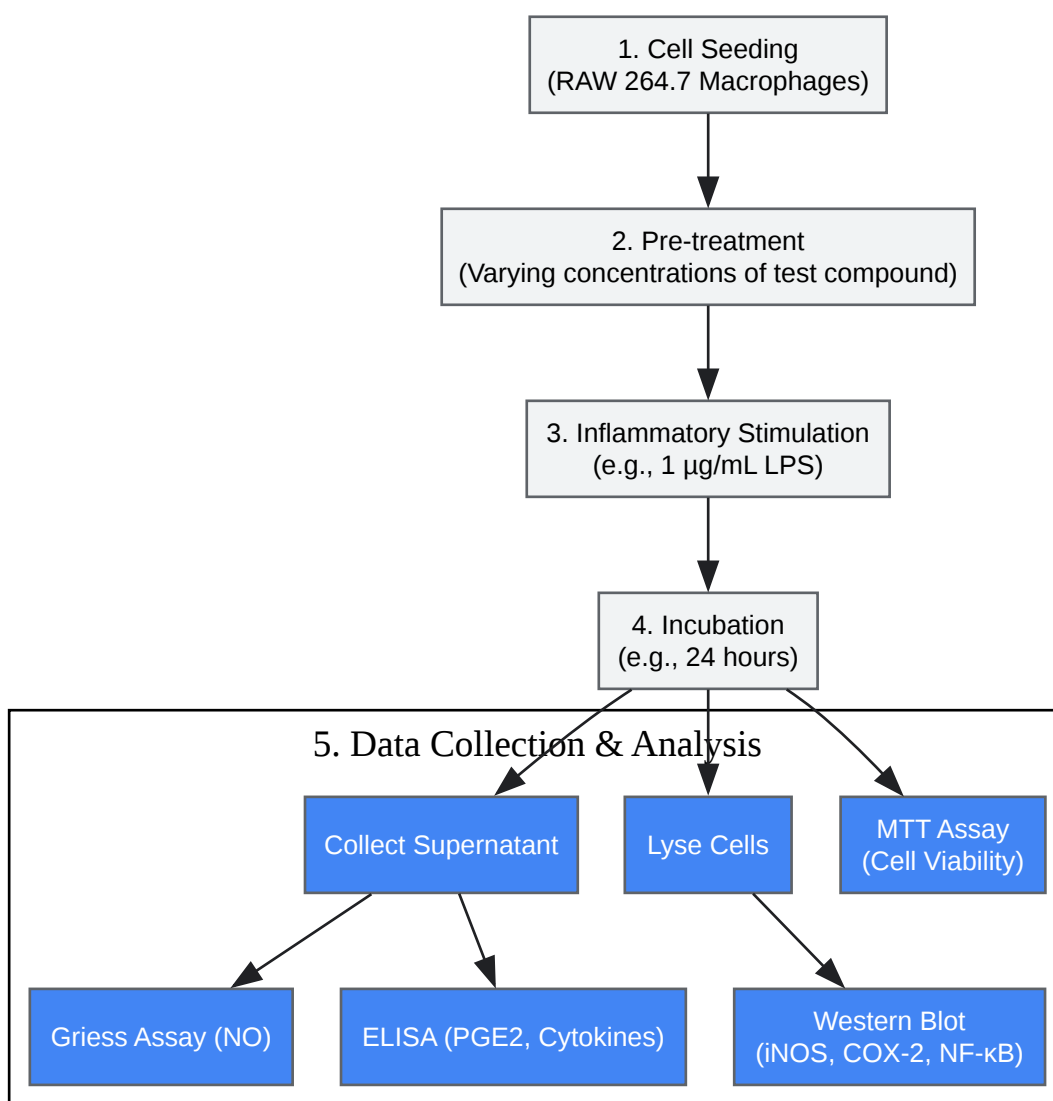 1. Cell Seeding
(RAW 264.7 Macrophages)
2. Pre-treatment
(Varying concentrations of test compound)
3. Inflammatory Stimulation
(e.g., 1 µg/mL LPS)
4. Incubation
(e.g., 24 hours)
5. Data Collection & Analysis
Collect Supernatant
Lyse Cells
MTT Assay
(Cell Viability)
Griess Assay (NO)
ELISA (PGE2, Cytokines)
Western Blot
(iNOS, COX-2, NF-κB)